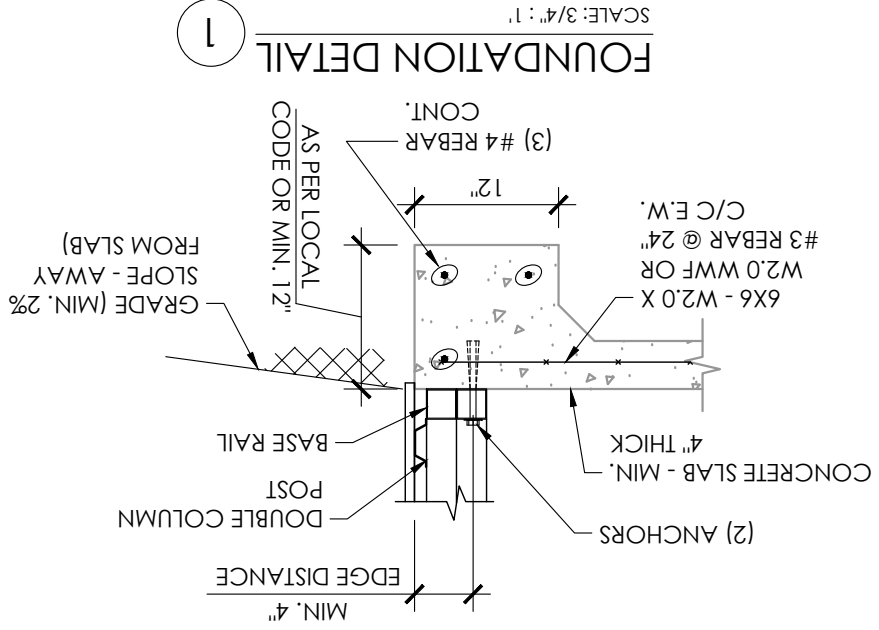 MIN. 4"
EDGE DISTANCE
(2) ANCHORS
CONCRETE SLAB - MIN.
4" THICK
DOUBLE COLUMN
POST
BASE RAIL
GRADE (MIN. 2%
SLOPE - AWAY
FROM SLAB)
6X6 - W2.0 X
W2.0 WWF OR
#3 REBAR @ 24"
C/C E.W.
12"
AS PER LOCAL
CODE OR MIN. 12"
(3) #4 REBAR
CONT.
1
FOUNDATION DETAIL
SCALE: 3/4" : 1'